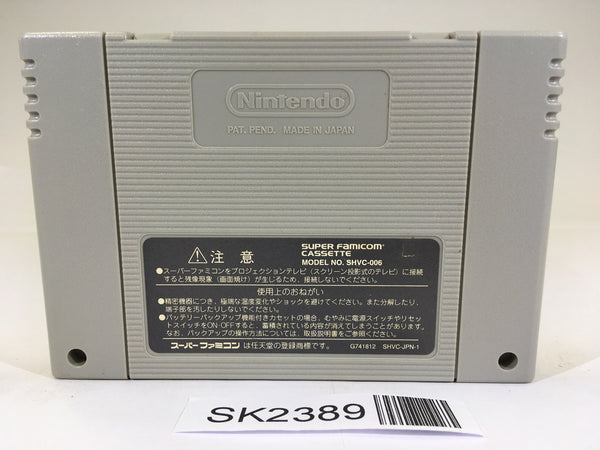 Nintendo
PAT. PEND. MADE IN JAPAN
⚠注意
SUPER FAMICOM
CASSETTE
MODEL NO. SHVC-006
●スーパーファミコンをプロジェクションテレビ(スクリーン投影式のテレビ)に接続
すると残像現象(画面焼け)が生じるため、接続しないでください。
使用上のおねがい
●精密機器につき、極端な温度変化やショックを避けてください。また分解したり、
端子部を汚したりしないでください。
●バッテリーバックアップ機能付きカセットの場合、むやみに電源スイッチやリセッ
トスイッチをON-OFFすると、蓄積されている内容が消えてしまうことがあります。
なお、バックアップの操作方法については、取扱説明書をご参照ください。
スーパーファミコン は任天堂の登録商標です。 G741812 SHVC-JPN-1
SK2389